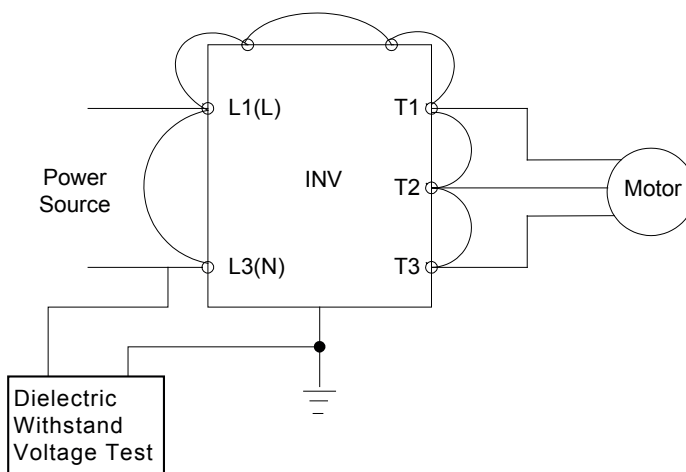 L1(L)
T1
Power
Source
INV
T2
Motor
L3(N)
T3
Dielectric
Withstand
Voltage Test